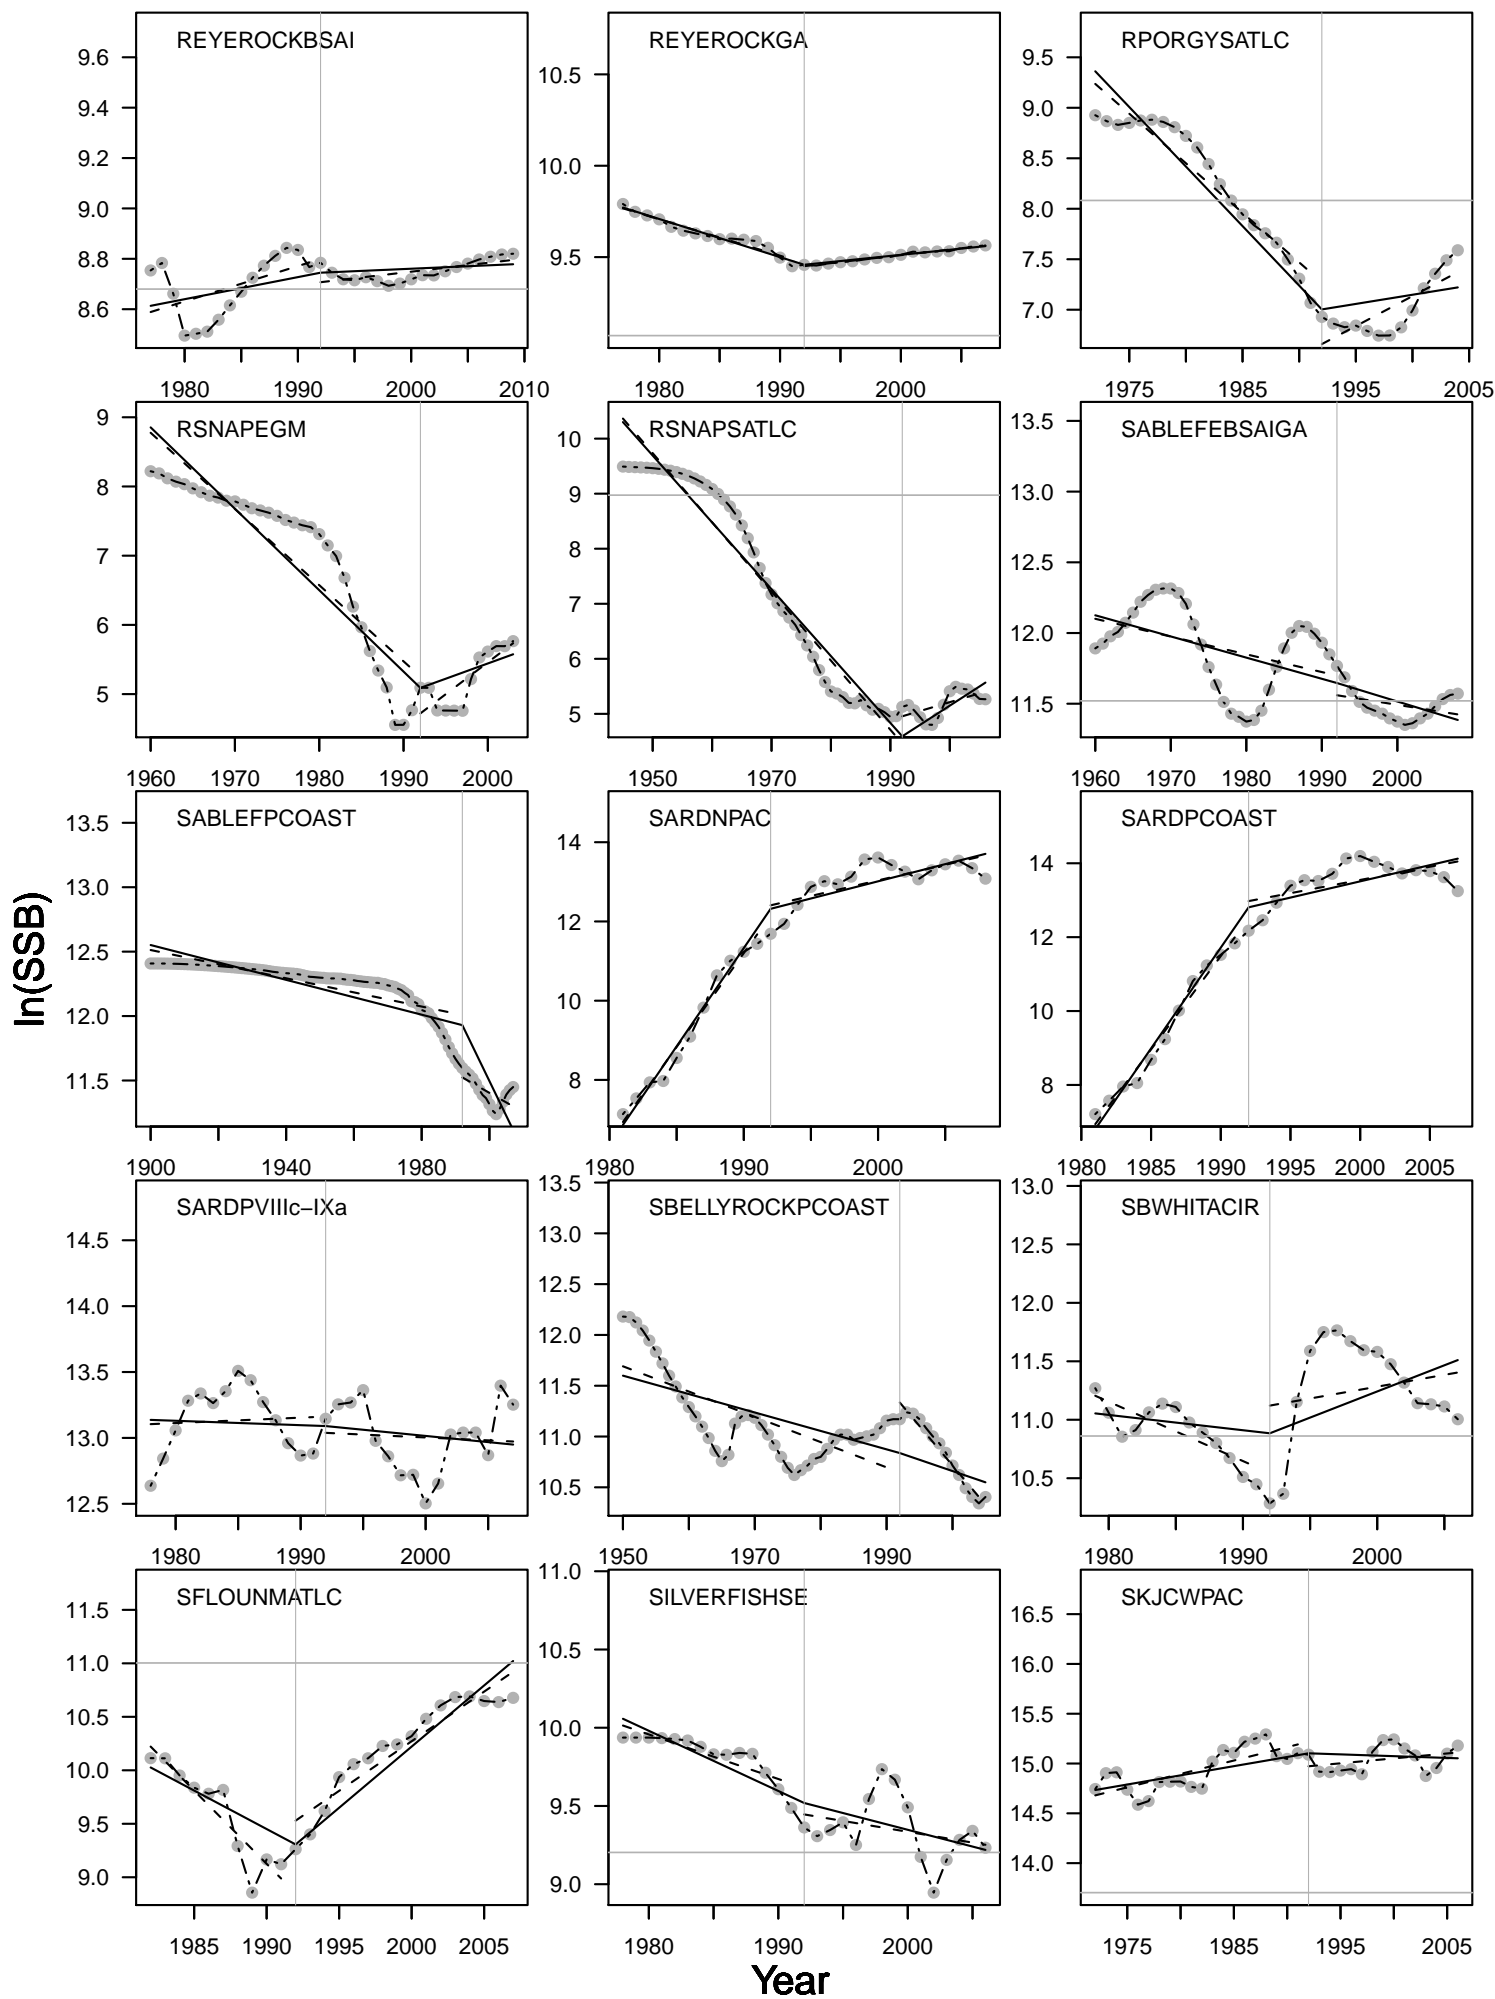 REYEROCKBSAI
9.6
9.4
9.2
9.0
8.8
8.6
1980 1990 2000 2010
REYEROCKGA
10.5
10.0
9.5
1980 1990 2000
RPORGYSATLC
9.5
9.0
8.5
8.0
7.5
7.0
1975 1985 1995 2005
RSNAPEGM
9
8
7
6
5
1960 1970 1980 1990 2000
RSNAPSATLC
10
9
8
7
6
5
1950 1970 1990
SABLEFEBSAIGA
13.5
13.0
12.5
12.0
11.5
1960 1970 1980 1990 2000
SABLEFPCOAST
13.5
13.0
12.5
12.0
11.5
1900 1940 1980
SARDNPAC
14
12
10
8
1980 1990 2000
SARDPCOAST
14
12
10
8
1980 1985 1990 1995 2000 2005
SARDPVIIIc–IXa
14.5
14.0
13.5
13.0
12.5
1980 1990 2000
SBELLYROCKPCOAST
13.5
13.0
12.5
12.0
11.5
11.0
10.5
1950 1970 1990
SBWHITACIR
13.0
12.5
12.0
11.5
11.0
10.5
1980 1990 2000
SFLOUNMATLC
11.5
11.0
10.5
10.0
9.5
9.0
1985 1990 1995 2000 2005
SILVERFISHSE
11.0
10.5
10.0
9.5
9.0
1980 1990 2000
SKJCWPAC
16.5
16.0
15.5
15.0
14.5
14.0
1975 1985 1995 2005
ln(SSB)
Year